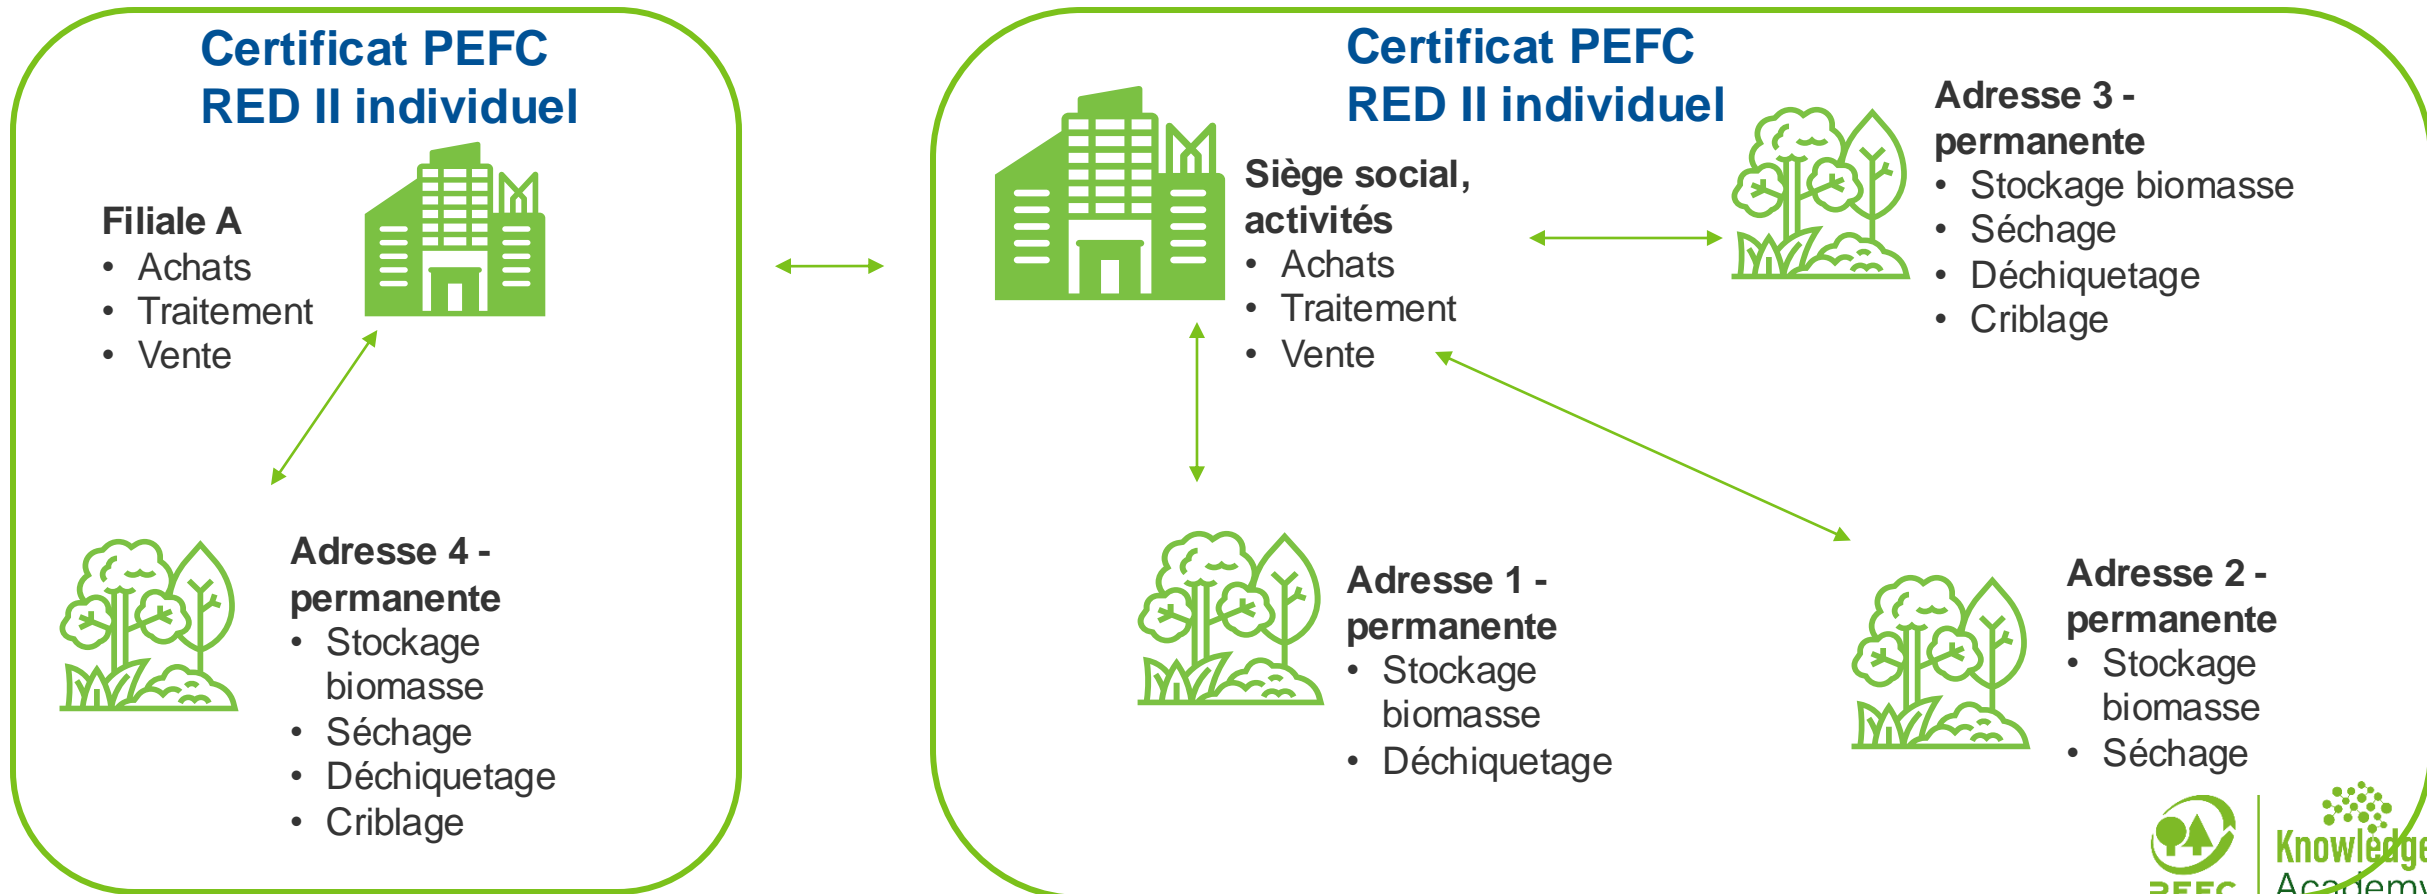 Certificat PEFC
RED II individuel
Filiale A
• Achats
• Traitement
• Vente
Adresse 4 -
permanente
• Stockage
biomasse
• Séchage
• Déchiquetage
• Criblage
Certificat PEFC
RED II individuel
Siège social,
activités
• Achats
• Traitement
• Vente
Adresse 3 -
permanente
• Stockage biomasse
• Séchage
• Déchiquetage
• Criblage
Adresse 1 -
permanente
• Stockage
biomasse
• Déchiquetage
Adresse 2 -
permanente
• Stockage
biomasse
• Séchage
PEFC
Knowledge
Academy